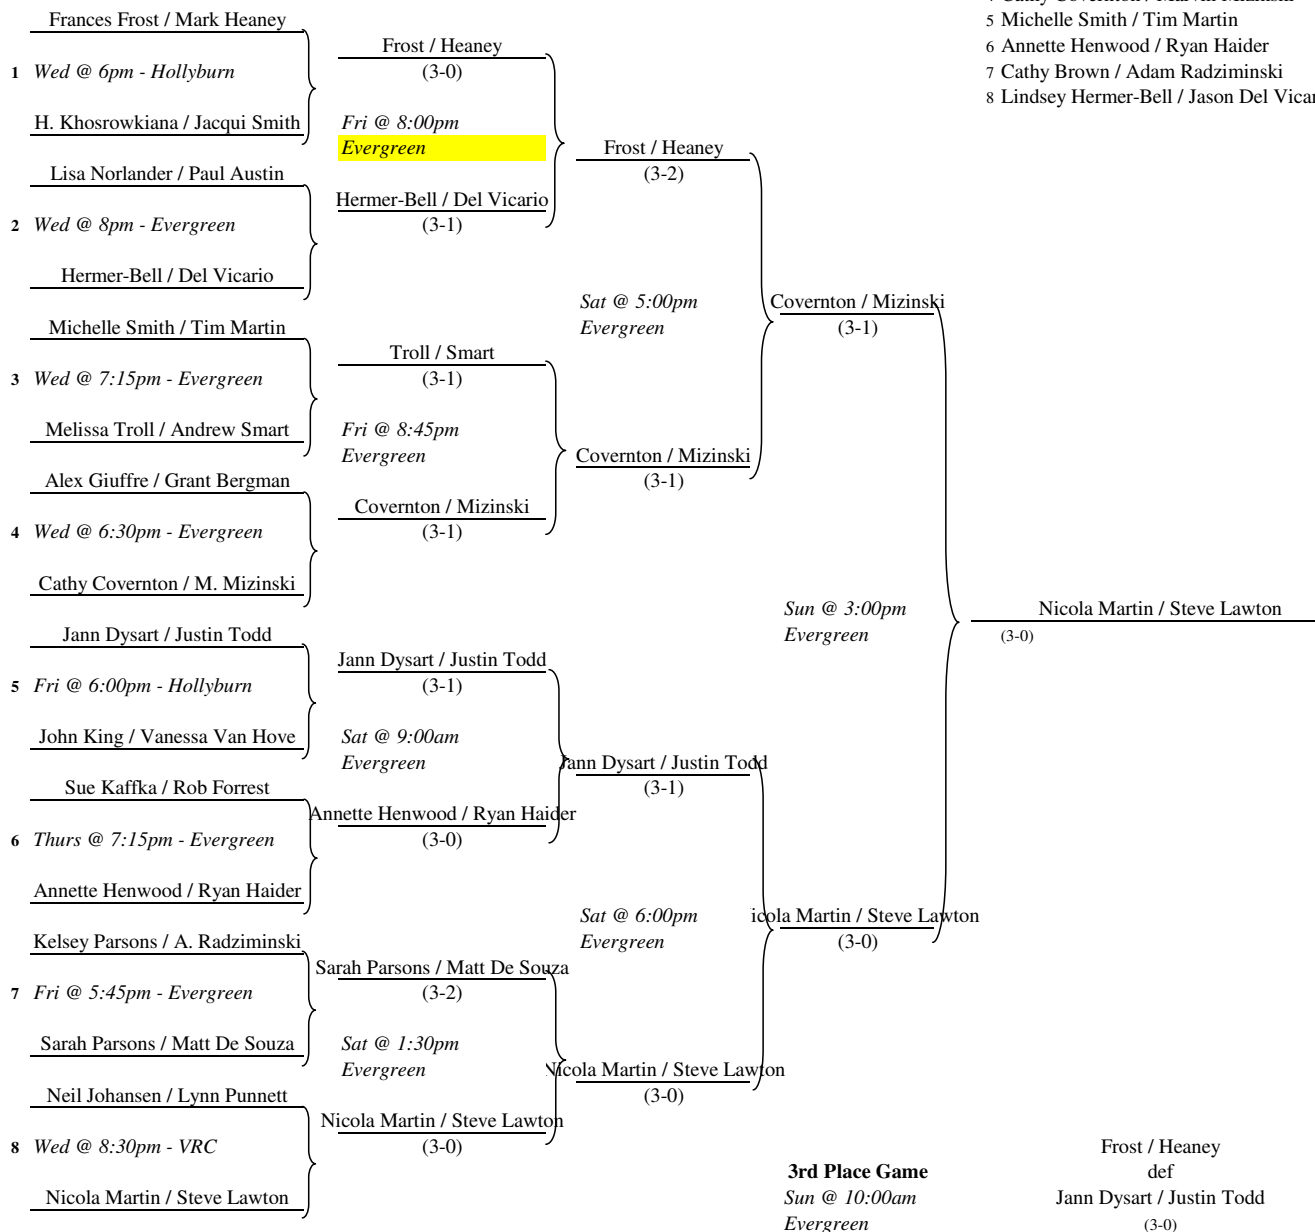 4 Cathy Covernton / Marvin Mizinski
5 Michelle Smith / Tim Martin
6 Annette Henwood / Ryan Haider
7 Cathy Brown / Adam Radziminski
8 Lindsey Hermer-Bell / Jason Del Vicar
Frances Frost / Mark Heaney
1 Wed @ 6pm - Hollyburn
H. Khosrowkiana / Jacqui Smith
Lisa Norlander / Paul Austin
2 Wed @ 8pm - Evergreen
Hermer-Bell / Del Vicario
Michelle Smith / Tim Martin
3 Wed @ 7:15pm - Evergreen
Melissa Troll / Andrew Smart
Alex Giuffre / Grant Bergman
4 Wed @ 6:30pm - Evergreen
Cathy Covernton / M. Mizinski
Jann Dysart / Justin Todd
5 Fri @ 6:00pm - Hollyburn
John King / Vanessa Van Hove
Sue Kaffka / Rob Forrest
6 Thurs @ 7:15pm - Evergreen
Annette Henwood / Ryan Haider
Kelsey Parsons / A. Radziminski
7 Fri @ 5:45pm - Evergreen
Sarah Parsons / Matt De Souza
Neil Johansen / Lynn Punnett
8 Wed @ 8:30pm - VRC
Nicola Martin / Steve Lawton
Frost / Heaney
(3-0)
Fri @ 8:00pm
Evergreen
Hermer-Bell / Del Vicario
(3-1)
Troll / Smart
(3-1)
Fri @ 8:45pm
Evergreen
Covernton / Mizinski
(3-1)
Jann Dysart / Justin Todd
(3-1)
Sat @ 9:00am
Evergreen
Annette Henwood / Ryan Haider
(3-0)
Sarah Parsons / Matt De Souza
(3-2)
Sat @ 1:30pm
Evergreen
Nicola Martin / Steve Lawton
(3-0)
Frost / Heaney
(3-2)
Sat @ 5:00pm
Evergreen
Covernton / Mizinski
(3-1)
Jann Dysart / Justin Todd
(3-1)
Sat @ 6:00pm
Evergreen
Nicola Martin / Steve Lawton
(3-0)
Covernton / Mizinski
(3-1)
Sun @ 3:00pm
Evergreen
icola Martin / Steve Lawton
(3-0)
Nicola Martin / Steve Lawton
(3-0)
3rd Place Game
Sun @ 10:00am
Evergreen
Frost / Heaney
def
Jann Dysart / Justin Todd
(3-0)